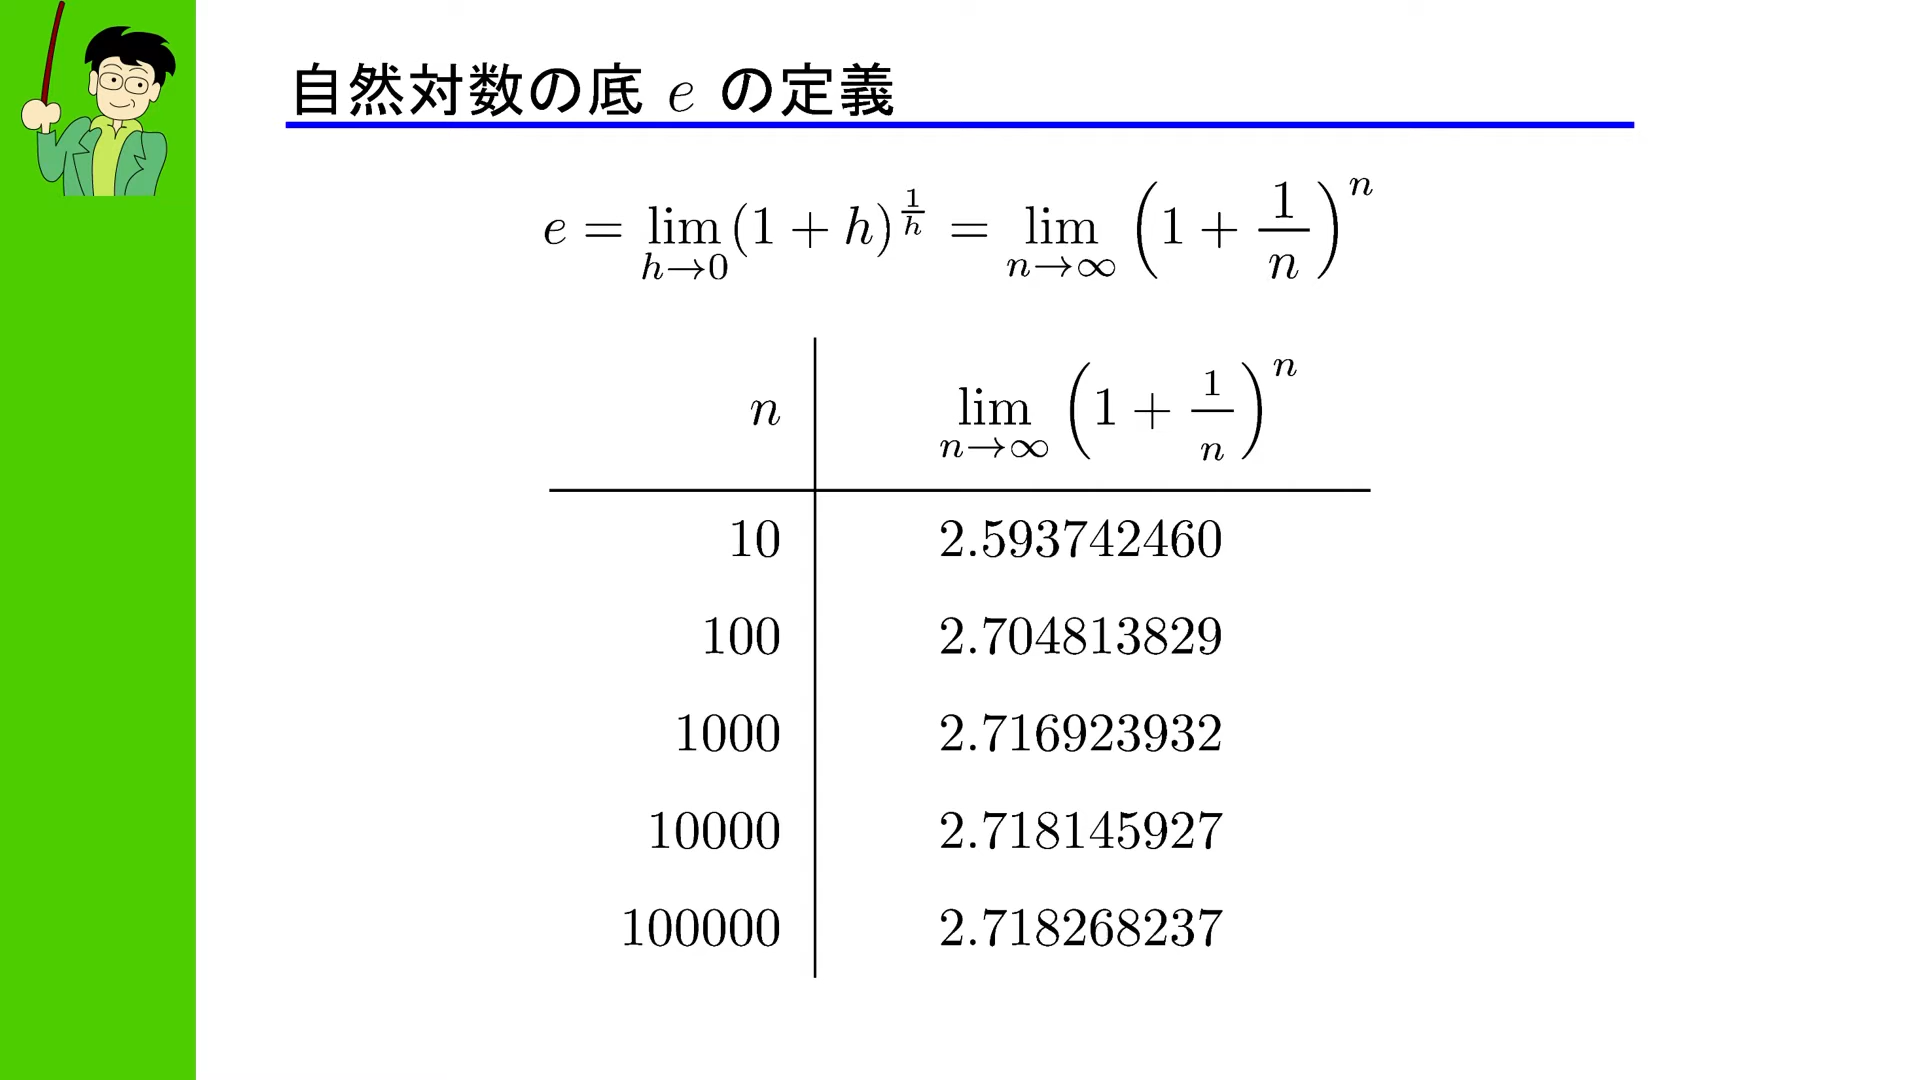 自然対数の底 e の定義
e = lim_{h→0} (1 + h)^{1/h} = lim_{n→∞} (1 + 1/n)^n
n lim_{n→∞} (1 + 1/n)^n
10 2.593742460
100 2.704813829
1000 2.716923932
10000 2.718145927
100000 2.718268237